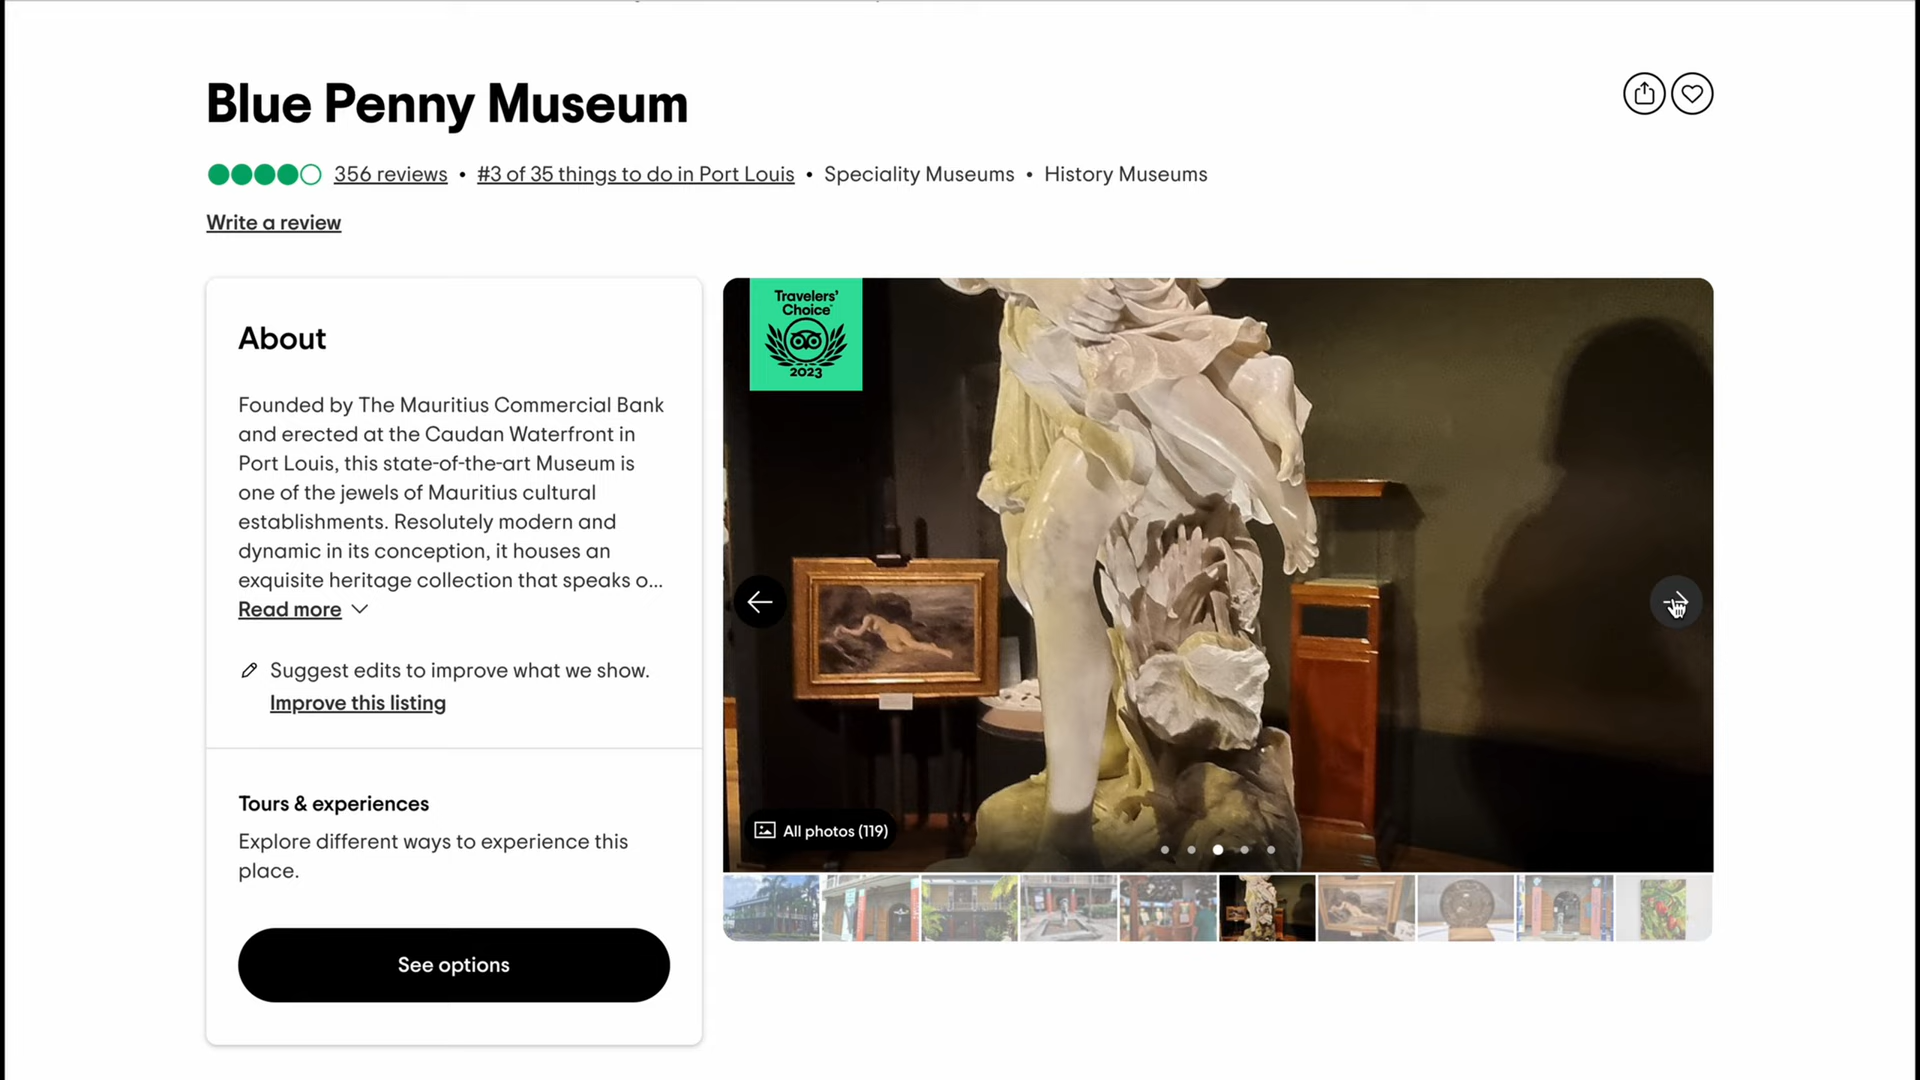 Blue Penny Museum
356 reviews • #3 of 35 things to do in Port Louis • Speciality Museums • History Museums
Write a review
About
Founded by The Mauritius Commercial Bank
and erected at the Caudan Waterfront in
Port Louis, this state-of-the-art Museum is
one of the jewels of Mauritius cultural
establishments. Resolutely modern and
dynamic in its conception, it houses an
exquisite heritage collection that speaks o...
Read more
Suggest edits to improve what we show.
Improve this listing
Tours & experiences
Explore different ways to experience this
place.
See options
Travelers'
Choice
2023
All photos (119)